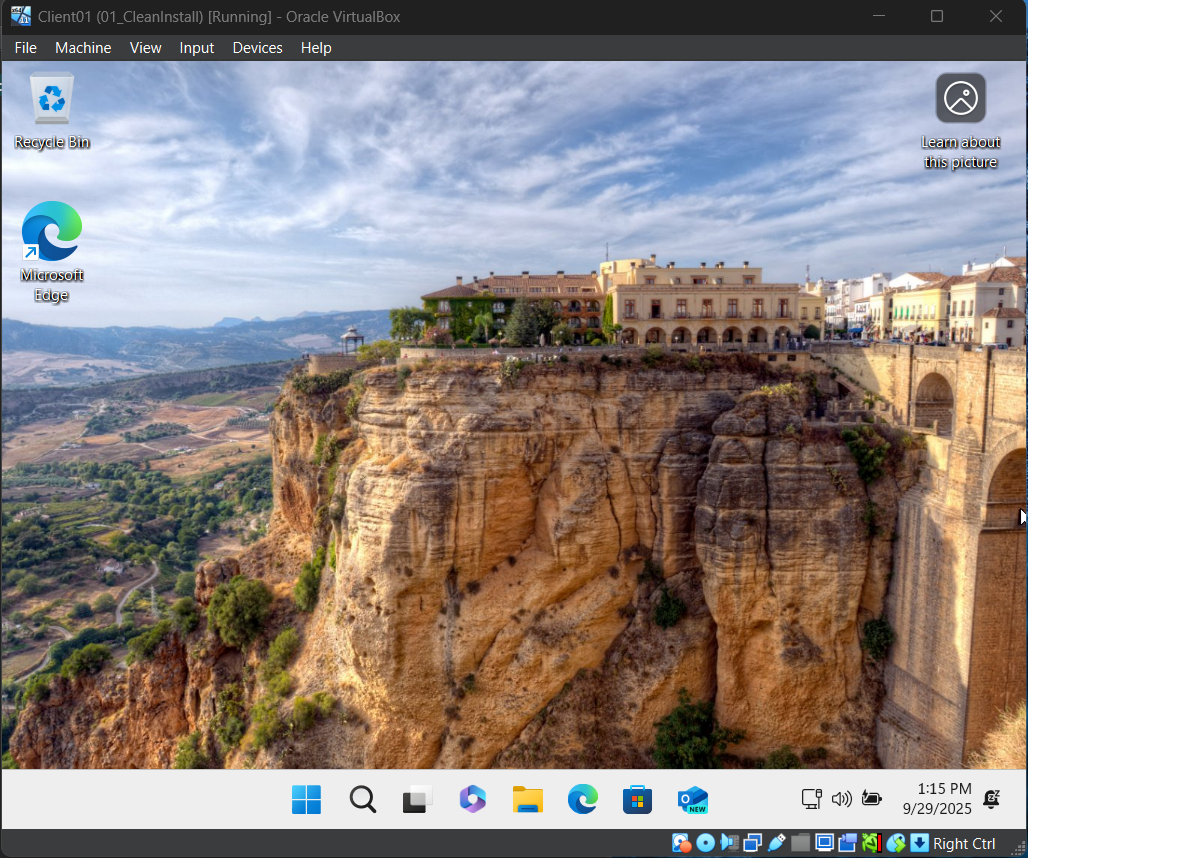 Client01 (01_CleanInstall) [Running] - Oracle VirtualBox
File Machine View Input Devices Help
Recycle Bin
Learn about
this picture
Microsoft
Edge
NEW
1:15 PM
9/29/2025
Right Ctrl